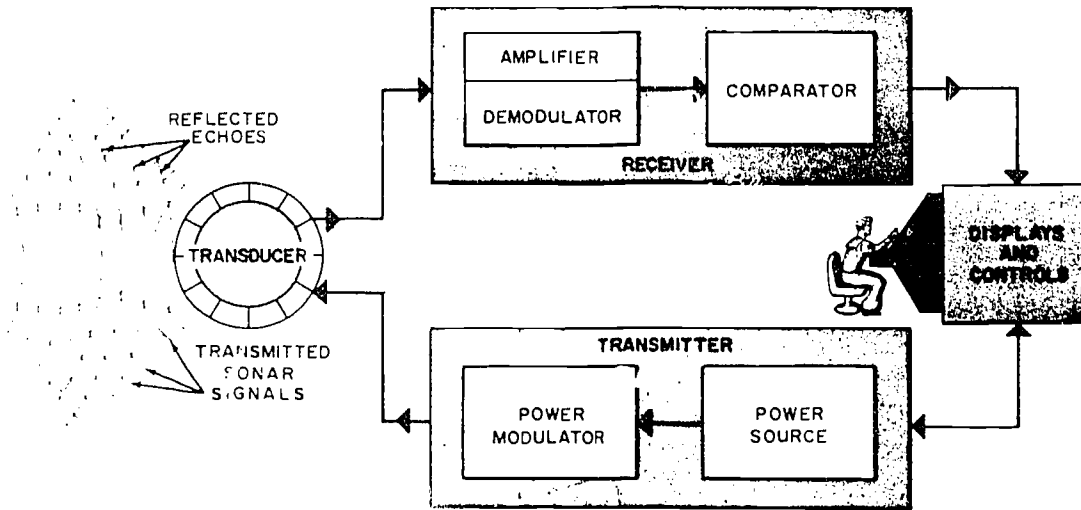 AMPLIFIER
DEMODULATOR
COMPARATOR
RECEIVER
REFLECTED
ECHOES
TRANSDUCER
DISPLAYS
AND
CONTROLS
TRANSMITTED
SONAR
SIGNALS
TRANSMITTER
POWER
MODULATOR
POWER
SOURCE